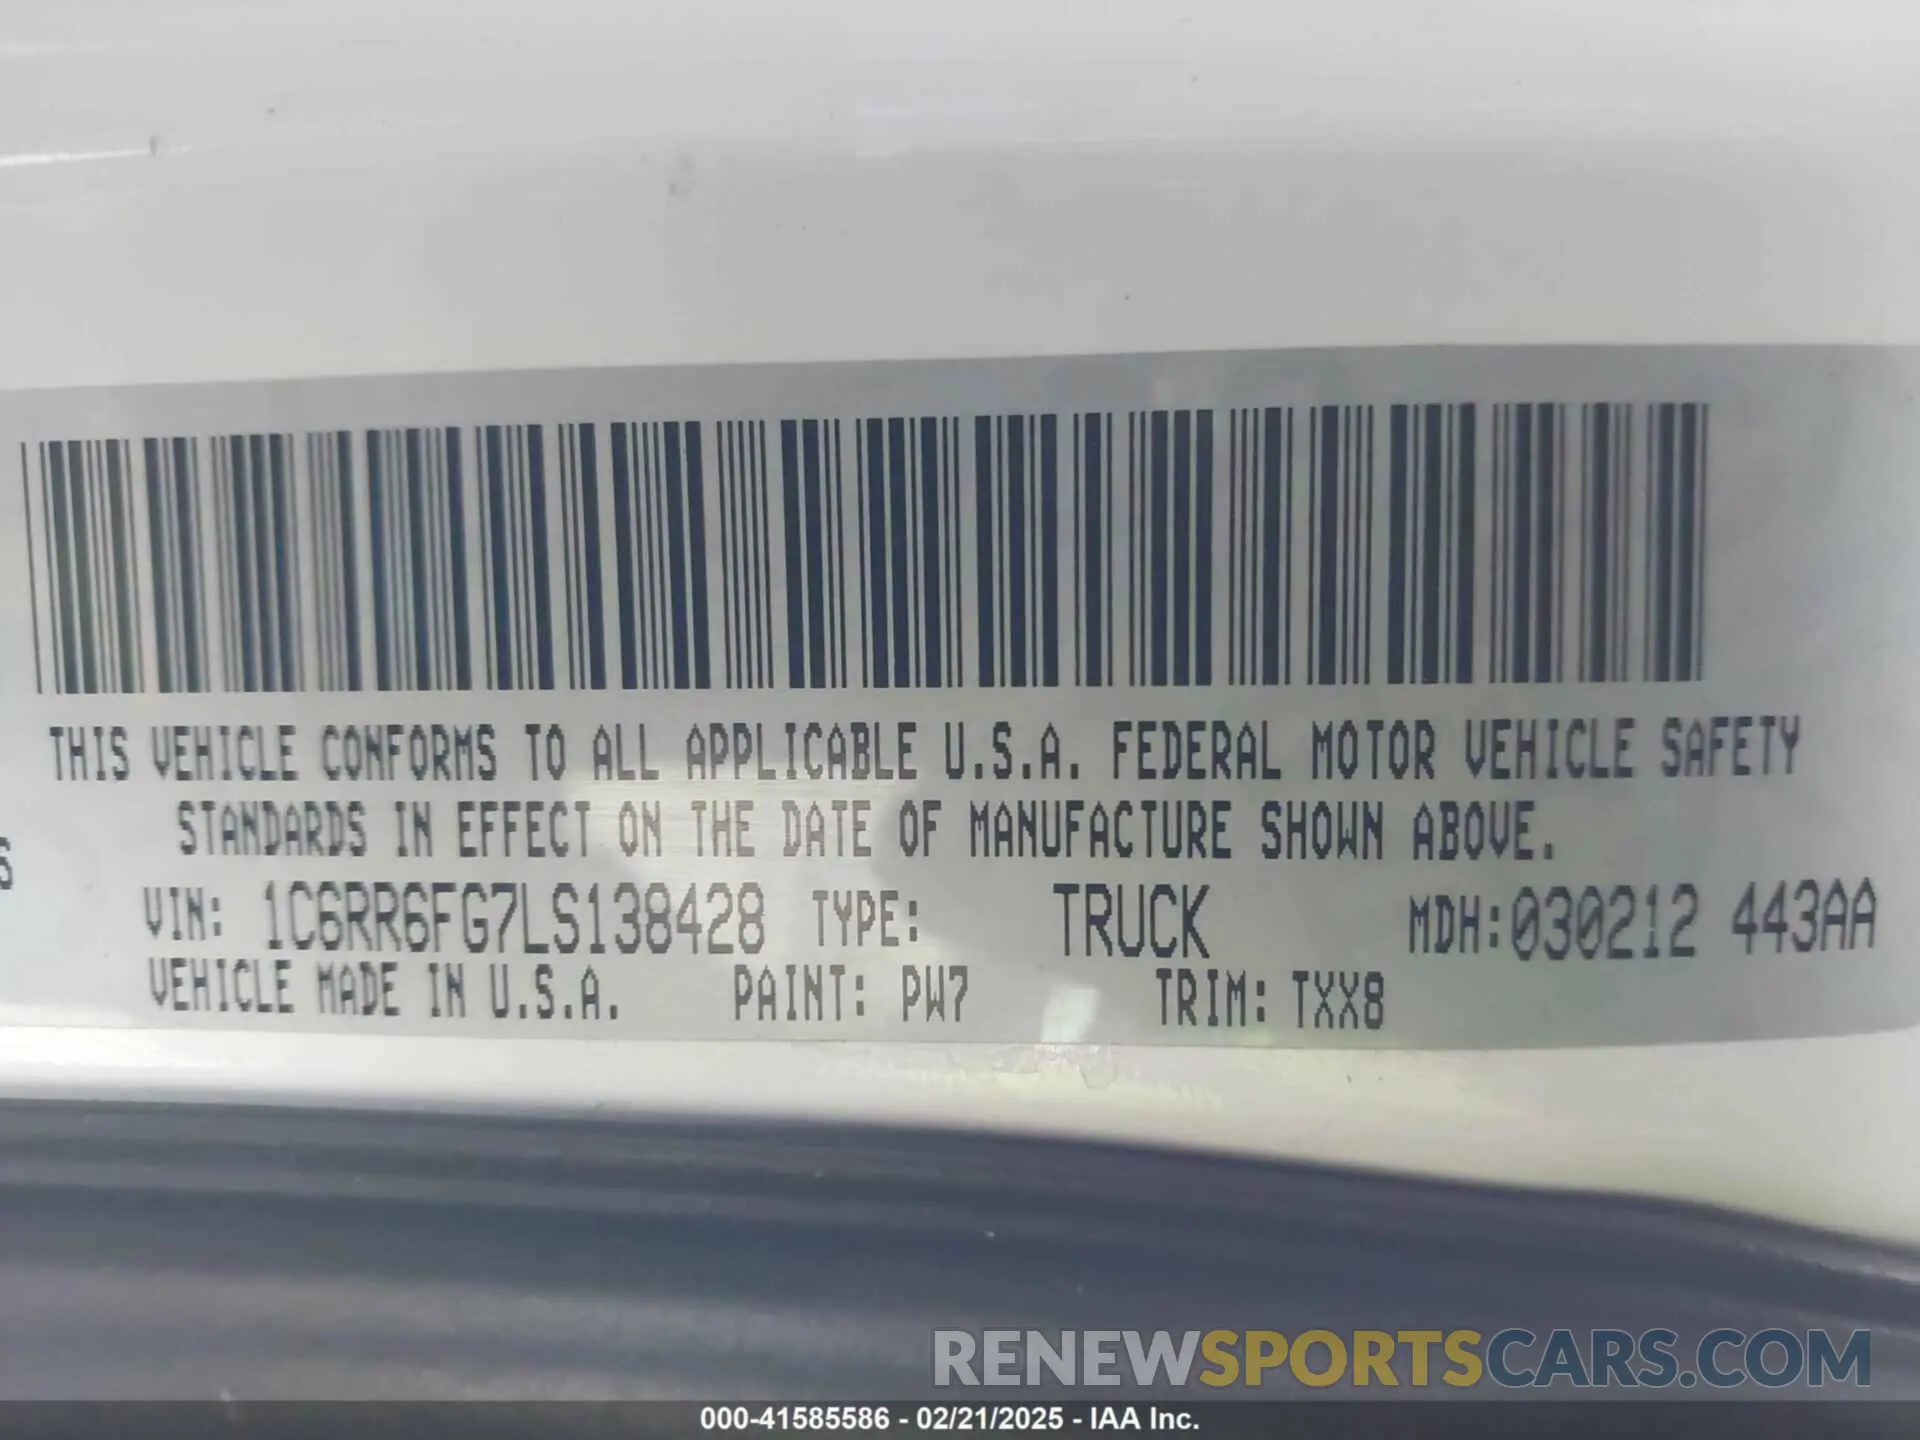 THIS VEHICLE CONFORMS TO ALL APPLICABLE U.S.A. FEDERAL MOTOR VEHICLE SAFETY
STANDARDS IN EFFECT ON THE DATE OF MANUFACTURE SHOWN ABOVE.
VIN: 1C6RR6FG7LS138428 TYPE: TRUCK MDH:030212 443AA
VEHICLE MADE IN U.S.A. PAINT: PW7 TRIM: TXX8
RENEWSPORTSCARS.COM
000-41585586 - 02/21/2025 - IAA Inc.